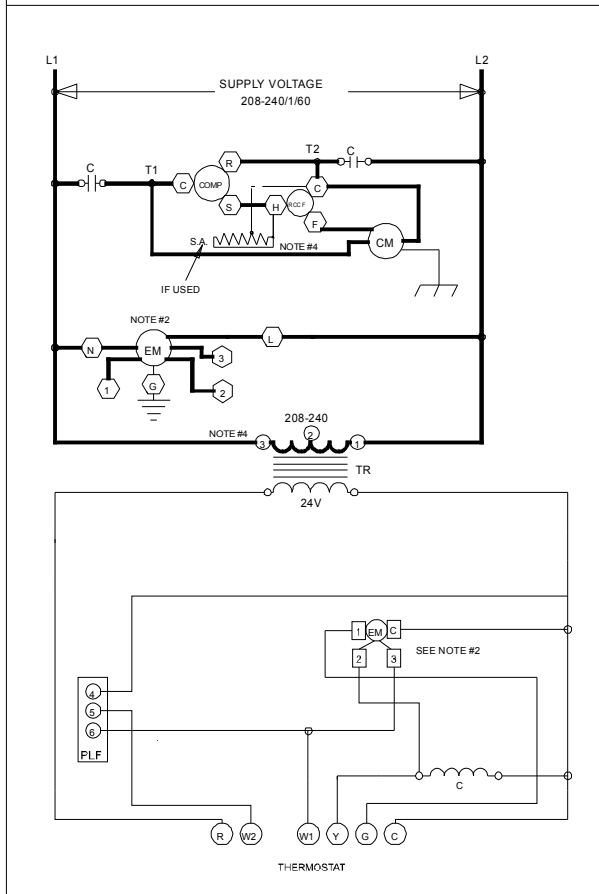 L1
L2
SUPPLY VOLTAGE
208-240/1/60
C
T1
C
COMP
R
T2
C
C
S
H
RCCF
F
S.A.
NOTE #4
CM
IF USED
NOTE #2
N
EM
L
3
1
G
2
208-240
NOTE #4
3
2
1
TR
24V
1
EM
C
2
3
SEE NOTE #2
4
5
6
PLF
C
R
W2
W1
Y
G
C
THERMOSTAT